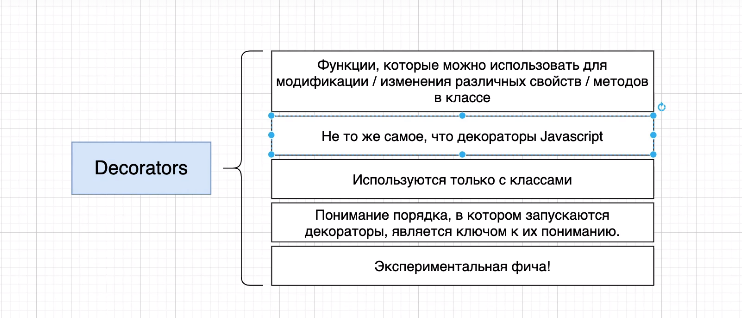 Decorators
Функции, которые можно использовать для
модификации / изменения различных свойств / методов
в классе
Не то же самое, что декораторы Javascript
Используются только с классами
Понимание порядка, в котором запускаются
декораторы, является ключом к их пониманию.
Экспериментальная фича!